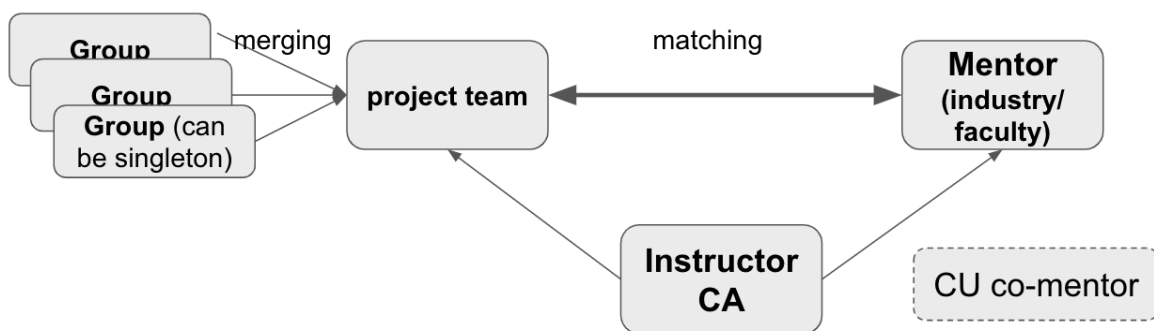 Group
Group
Group (can
be singleton)
merging
project team
matching
Mentor
(industry/
faculty)
Instructor
CA
CU co-mentor